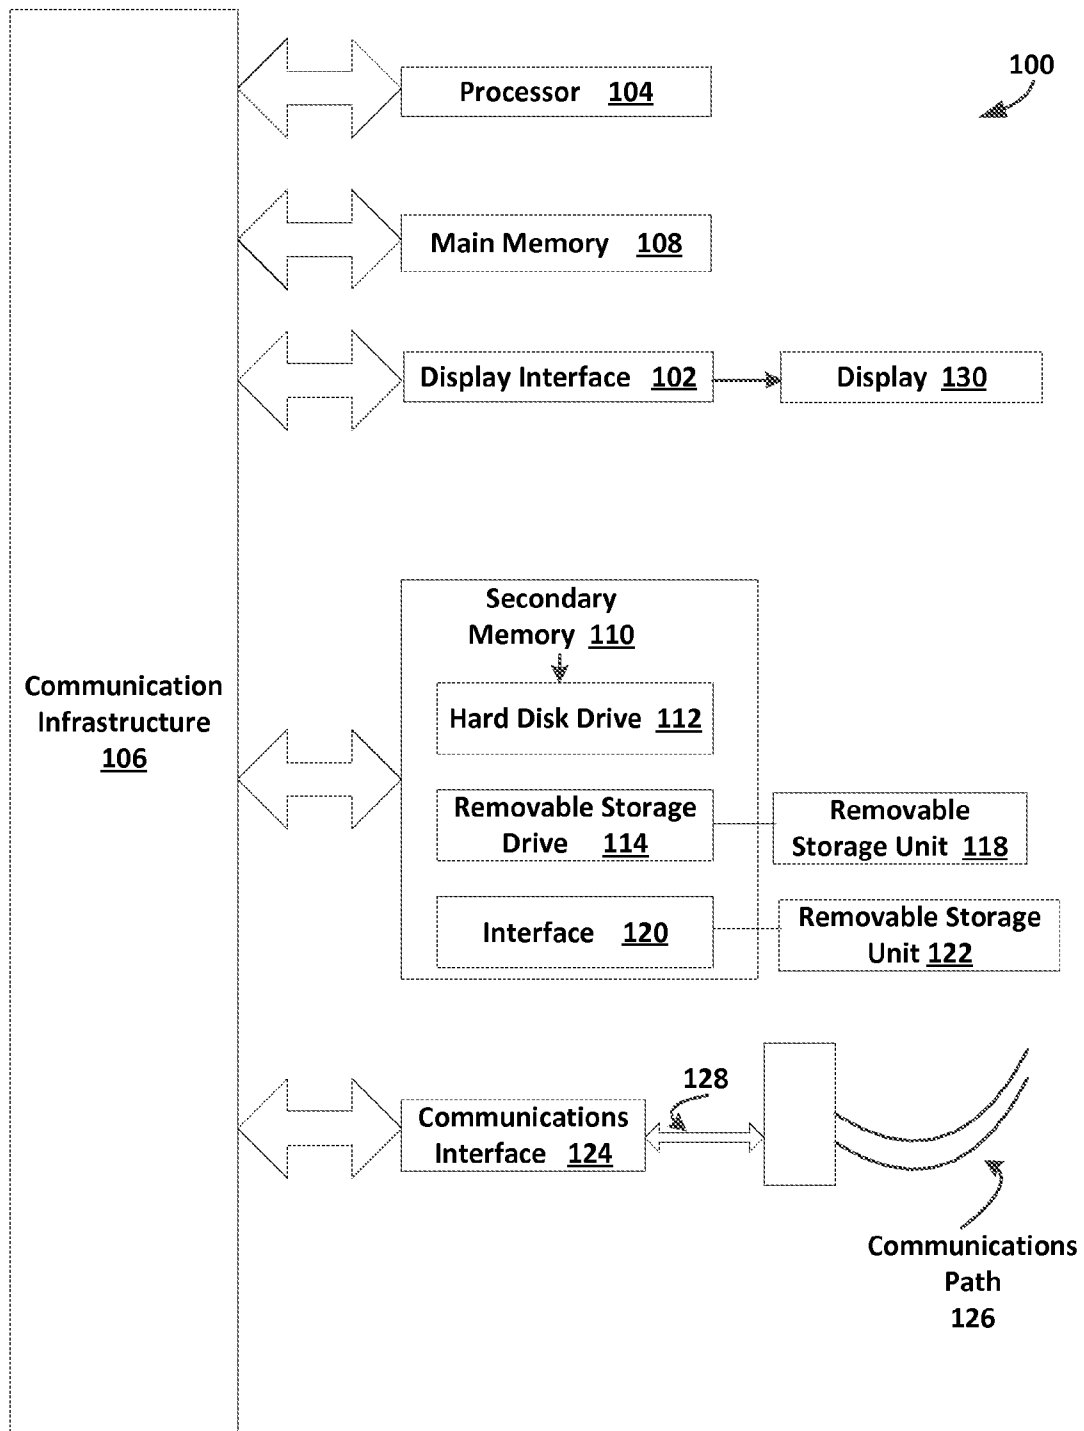 100
Processor 104
Main Memory 108
Display Interface 102
Display 130
Communication
Infrastructure
106
Secondary
Memory 110
Hard Disk Drive 112
Removable Storage
Drive 114
Removable
Storage Unit 118
Interface 120
Removable Storage
Unit 122
128
Communications
Interface 124
Communications
Path
126